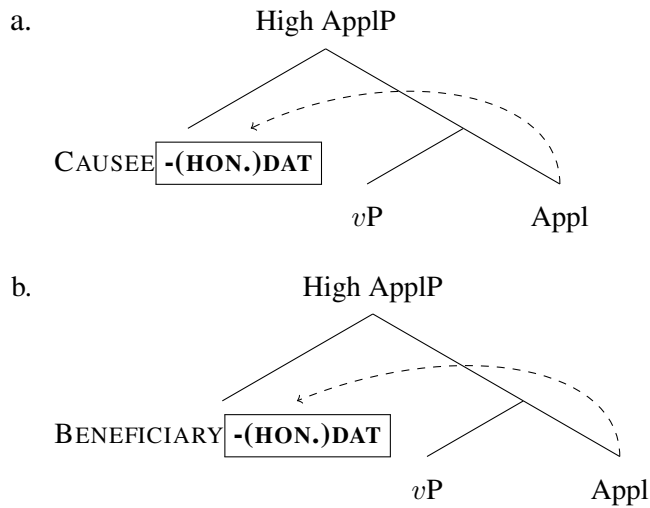 a.
High ApplP
CAUSEE -(HON.)DAT
vP
Appl
b.
High ApplP
BENEFICIARY -(HON.)DAT
vP
Appl